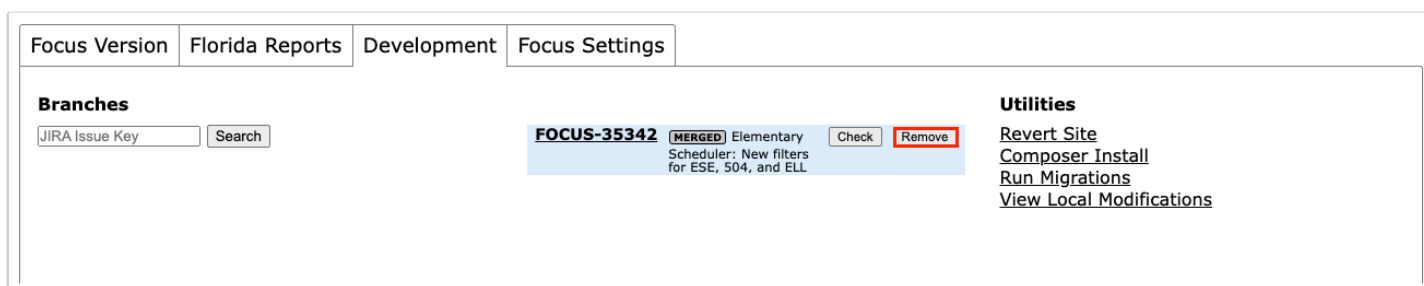 Focus Version Florida Reports Development Focus Settings
Branches
JIRA Issue Key Search
FOCUS-35342 MERGED Elementary
Scheduler: New filters
for ESE, 504, and ELL
Check Remove
Utilities
Revert Site
Composer Install
Run Migrations
View Local Modifications